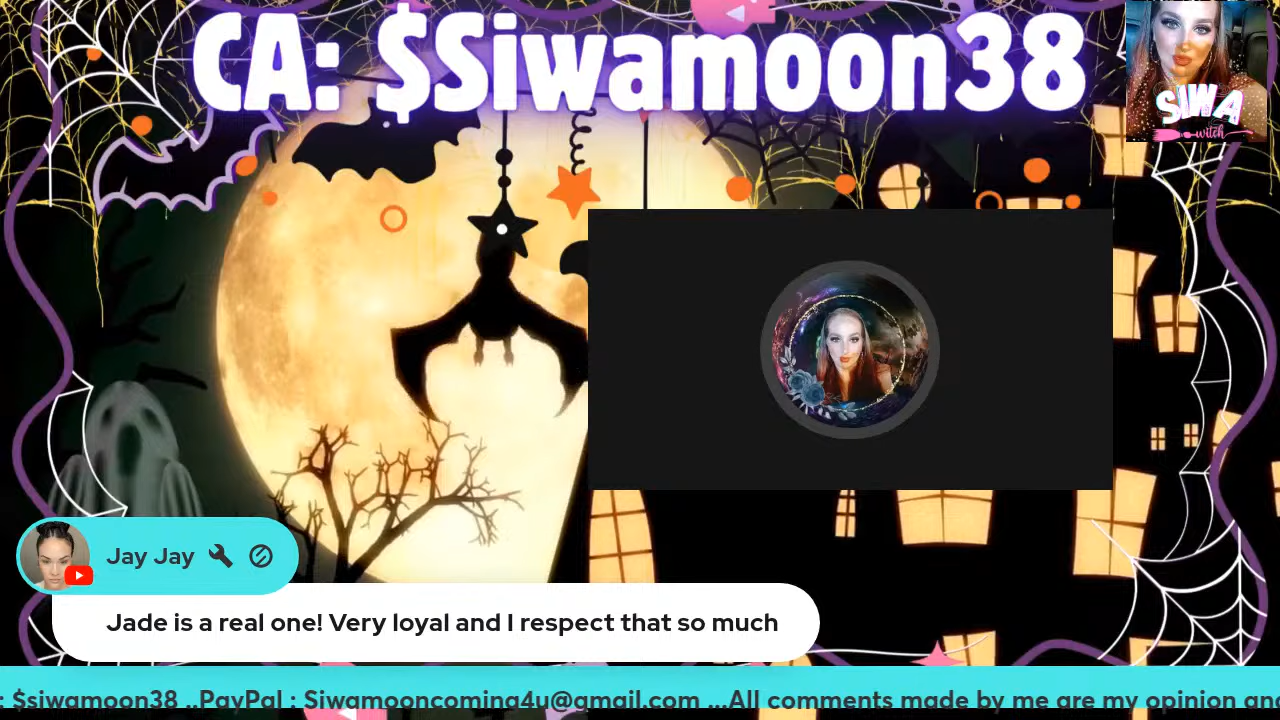 CA: $Siwamoon38
SIWA
witch
Jay Jay
Jade is a real one! Very loyal and I respect that so much
: $siwamoon38 ..PayPal : Siwamooncoming4u@gmail.com ...All comments made by me are my opinion and